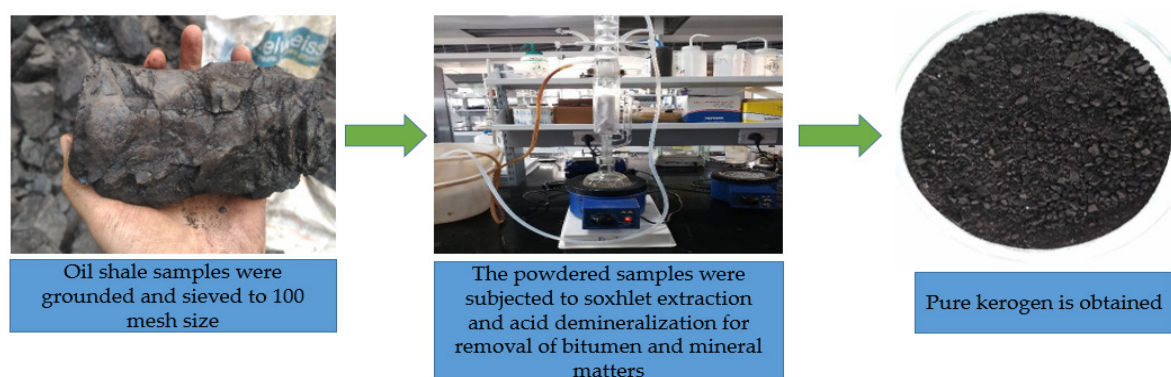 elweiss
Oil shale samples were
grounded and sieved to 100
mesh size
The powdered samples were
subjected to soxhlet extraction
and acid demineralization for
removal of bitumen and mineral
matters
Pure kerogen is obtained